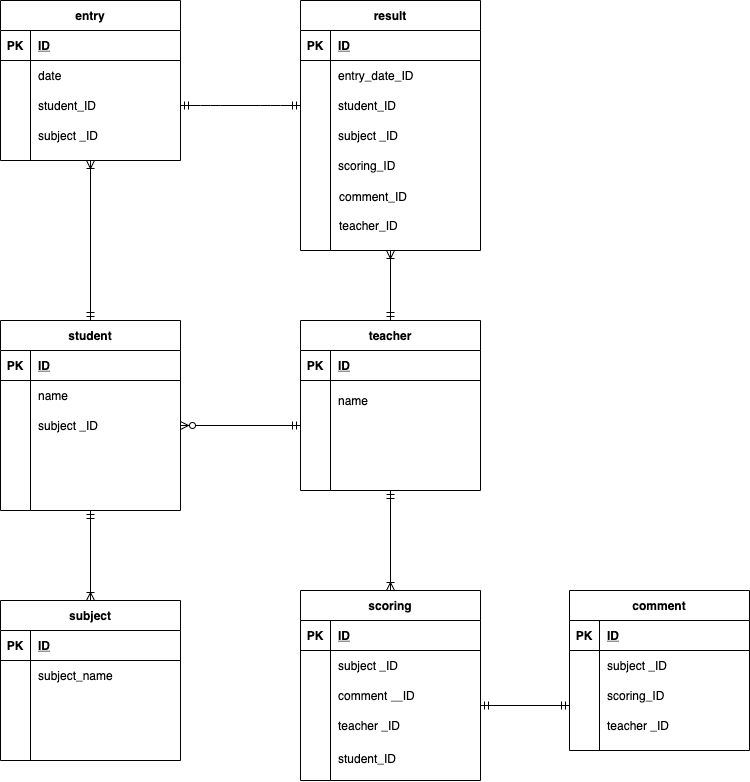 entry
PK ID
date
student_ID
subject _ID
result
PK ID
entry_date_ID
student_ID
subject _ID
scoring_ID
comment_ID
teacher_ID
student
PK ID
name
subject _ID
teacher
PK ID
name
subject
PK ID
subject_name
scoring
PK ID
subject _ID
comment __ID
teacher _ID
student_ID
comment
PK ID
subject _ID
scoring_ID
teacher _ID